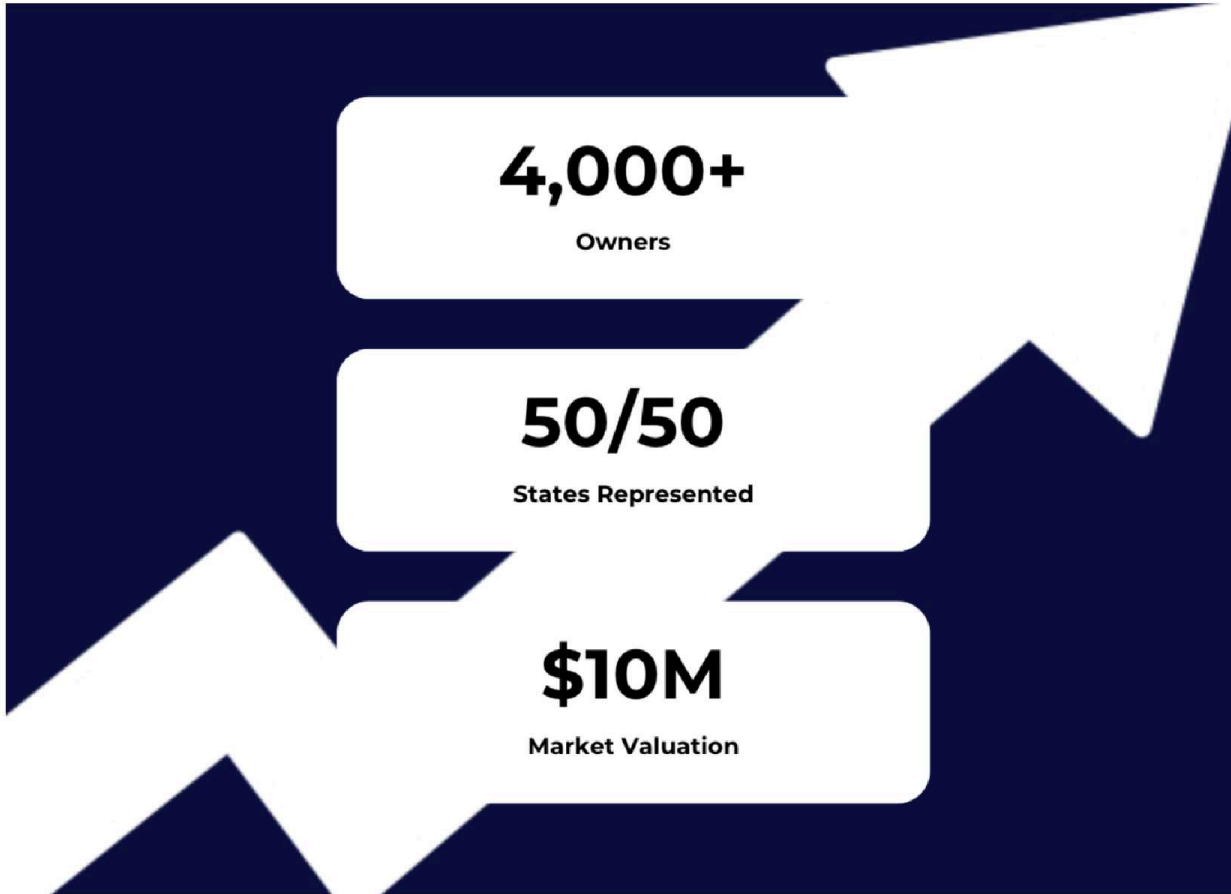 4,000+
Owners
50/50
States Represented
$10M
Market Valuation